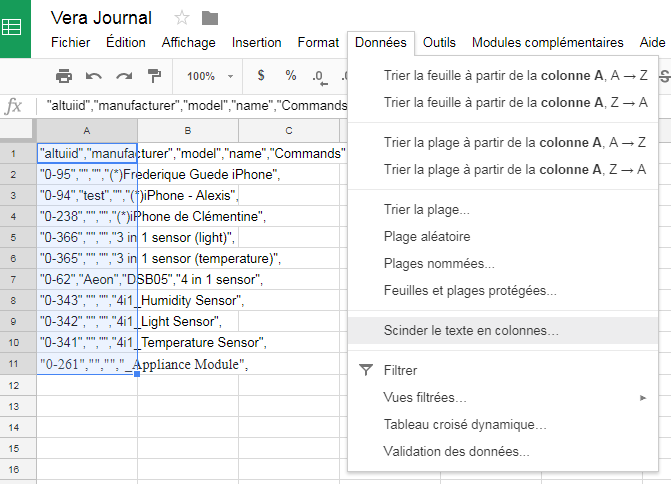 Vera Journal
Fichier Édition Affichage Insertion Format Données Outils Modules complémentaires Aide
100% $ % .0 .0 S
fx "altuiid","manufacturer","model","name","Commands
A B C
1 "altuiid","manufacturer","model","name","Commands"
2 "0-95","","","(*)Frederique Guede iPhone",
3 "0-94","test","","(*)iPhone - Alexis",
4 "0-238","","","(*)iPhone de Clémentine",
5 "0-366","","","3 in 1 sensor (light)",
6 "0-365","","","3 in 1 sensor (temperature)",
7 "0-62","Aeon","DSB05","4 in 1 sensor",
8 "0-343","","","4i1_Humidity Sensor",
9 "0-342","","","4i1_Light Sensor",
10 "0-341","","","4i1_Temperature Sensor",
11 "0-261","","","_Appliance Module",
12
13
14
15
16
Trier la feuille à partir de la colonne A, A → Z
Trier la feuille à partir de la colonne A, Z → A
Trier la plage à partir de la colonne A, A → Z
Trier la plage à partir de la colonne A, Z → A
Trier la plage...
Plage aléatoire
Plages nommées...
Feuilles et plages protégées...
Scinder le texte en colonnes...
Filtrer
Vues filtrées...
Tableau croisé dynamique...
Validation des données...